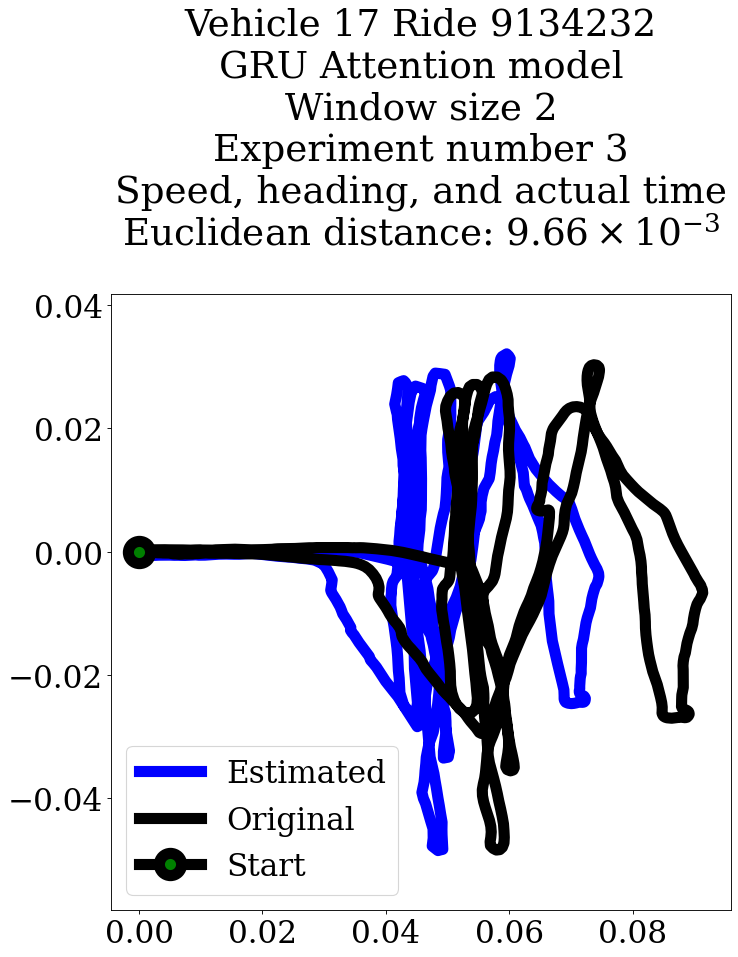 Vehicle 17 Ride 9134232
GRU Attention model
Window size 2
Experiment number 3
Speed, heading, and actual time
Euclidean distance: 9.66 × 10⁻³
0.04
0.02
0.00
−0.02
−0.04
Estimated
Original
Start
0.00 0.02 0.04 0.06 0.08